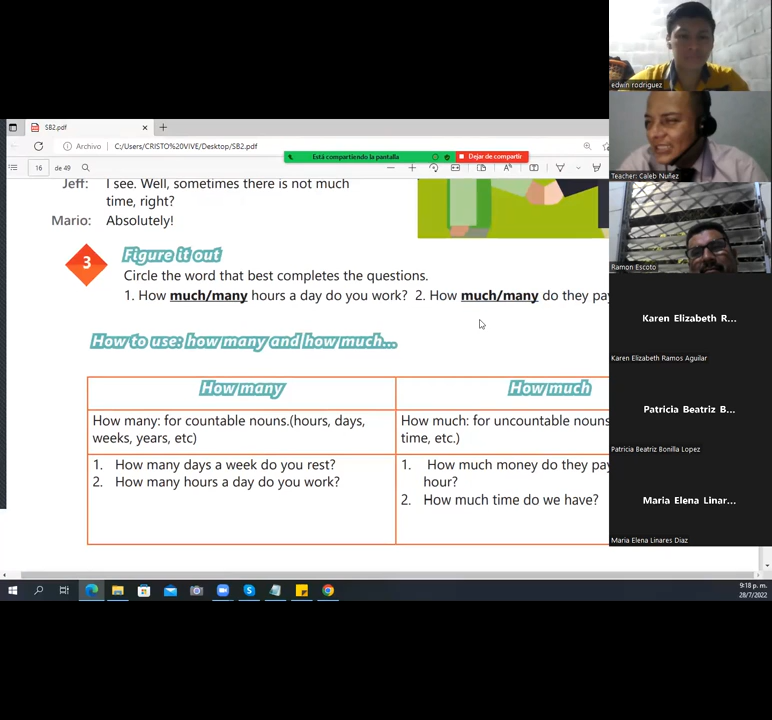 edwin rodriguez
SB2.pdf
Archivo
C:/Users/CRISTO%20VIVE/Desktop/SB2.pdf
Teacher: Caleb Nuñez
Está compartiendo la pantalla
Dejar de compartir
16 de 49
Jeff: I see. Well, sometimes there is not much
time, right?
Mario: Absolutely!
Ramon Escoto
3 Figure it out
Circle the word that best completes the questions.
1. How much/many hours a day do you work? 2. How much/many do they pay
Karen Elizabeth R...
Karen Elizabeth Ramos Aguilar
How to use: how many and how much...
How many
How much
How many: for countable nouns.(hours, days,
weeks, years, etc)
How much: for uncountable nouns
time, etc.)
1. How many days a week do you rest?
2. How many hours a day do you work?
1. How much money do they pay
hour?
2. How much time do we have?
Patricia Beatriz B...
Patricia Beatriz Bonilla Lopez
Maria Elena Linar...
Maria Elena Linares Diaz
9:18 p. m.
28/7/2022